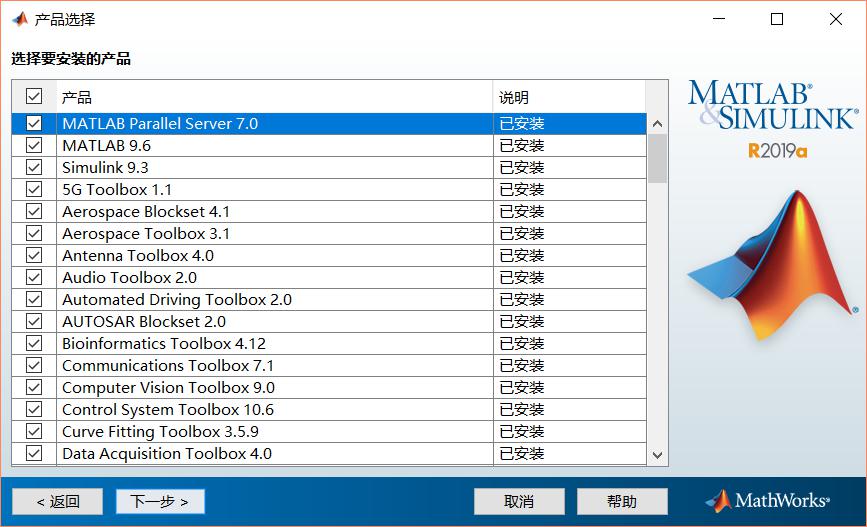 产品选择
选择要安装的产品
产品 说明
MATLAB Parallel Server 7.0 已安装
MATLAB 9.6 已安装
Simulink 9.3 已安装
5G Toolbox 1.1 已安装
Aerospace Blockset 4.1 已安装
Aerospace Toolbox 3.1 已安装
Antenna Toolbox 4.0 已安装
Audio Toolbox 2.0 已安装
Automated Driving Toolbox 2.0 已安装
AUTOSAR Blockset 2.0 已安装
Bioinformatics Toolbox 4.12 已安装
Communications Toolbox 7.1 已安装
Computer Vision Toolbox 9.0 已安装
Control System Toolbox 10.6 已安装
Curve Fitting Toolbox 3.5.9 已安装
Data Acquisition Toolbox 4.0 已安装
MATLAB®
&SIMULINK®
R2019a
®
< 返回 下一步 > 取消 帮助 MathWorks®